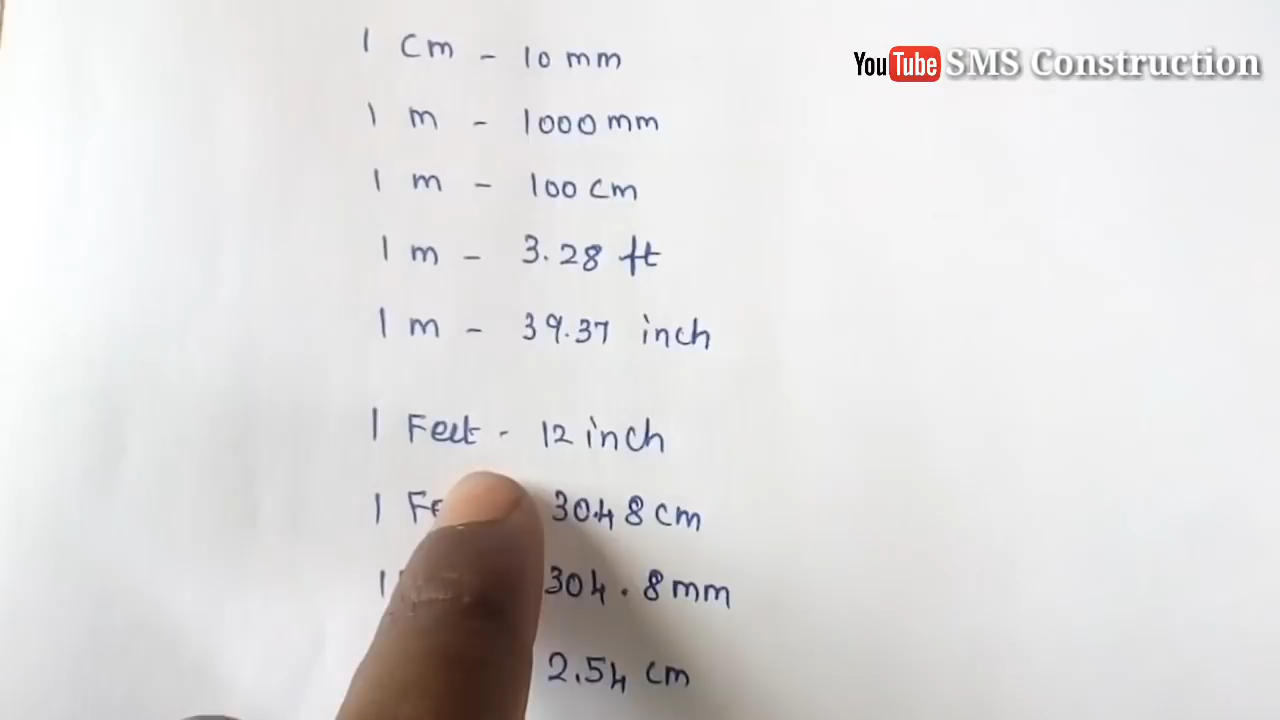 YouTube SMS Construction
1 cm - 10 mm
1 m - 1000 mm
1 m - 100 cm
1 m - 3.28 ft
1 m - 39.37 inch
1 Feet - 12 inch
1 30.48 cm
1 304.8 mm
2.54 cm